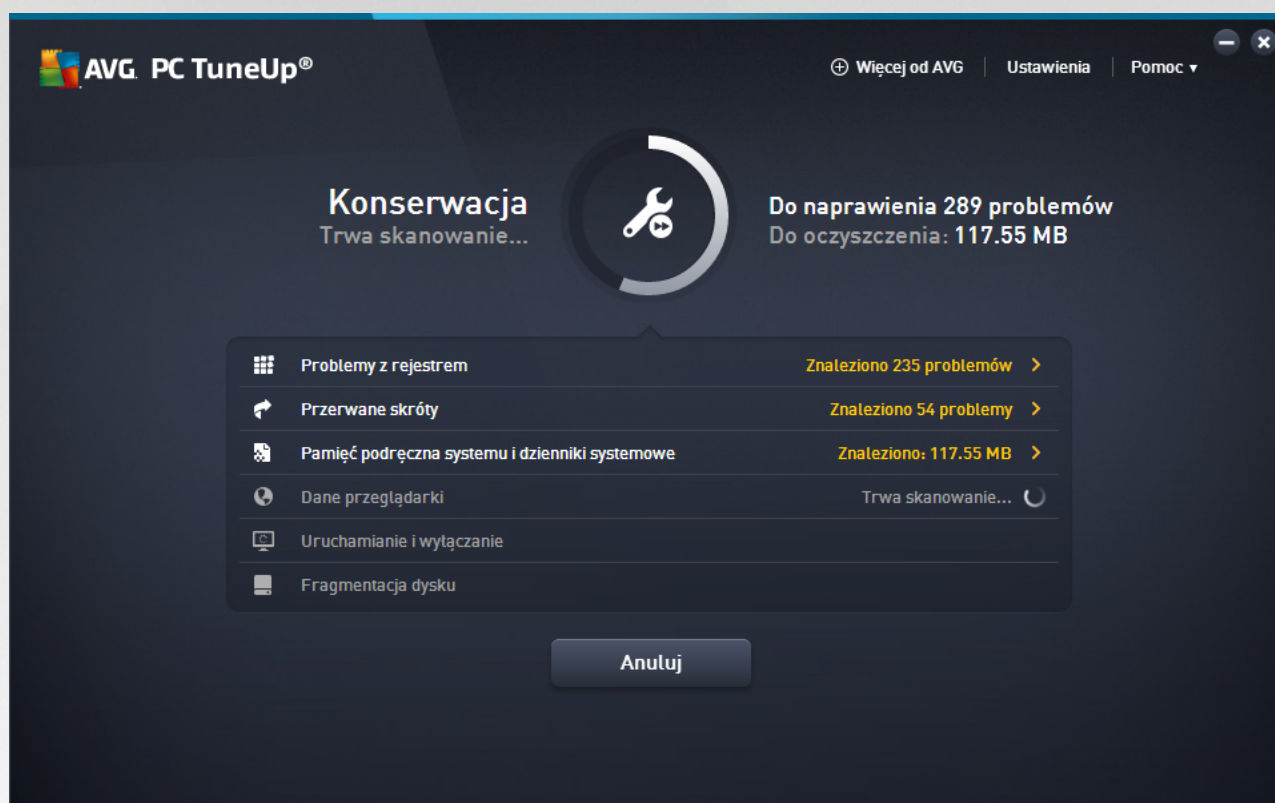 AVG. PC TuneUp®
Więcej od AVG Ustawienia Pomoc
Konserwacja
Trwa skanowanie...
Do naprawienia 289 problemów
Do oczyszczenia: 117.55 MB
Problemy z rejestrem Znaleziono 235 problemów
Przerwane skróty Znaleziono 54 problemy
Pamięć podręczna systemu i dzienniki systemowe Znaleziono: 117.55 MB
Dane przeglądarki Trwa skanowanie...
Uruchamianie i wyłączanie
Fragmentacja dysku
Anuluj